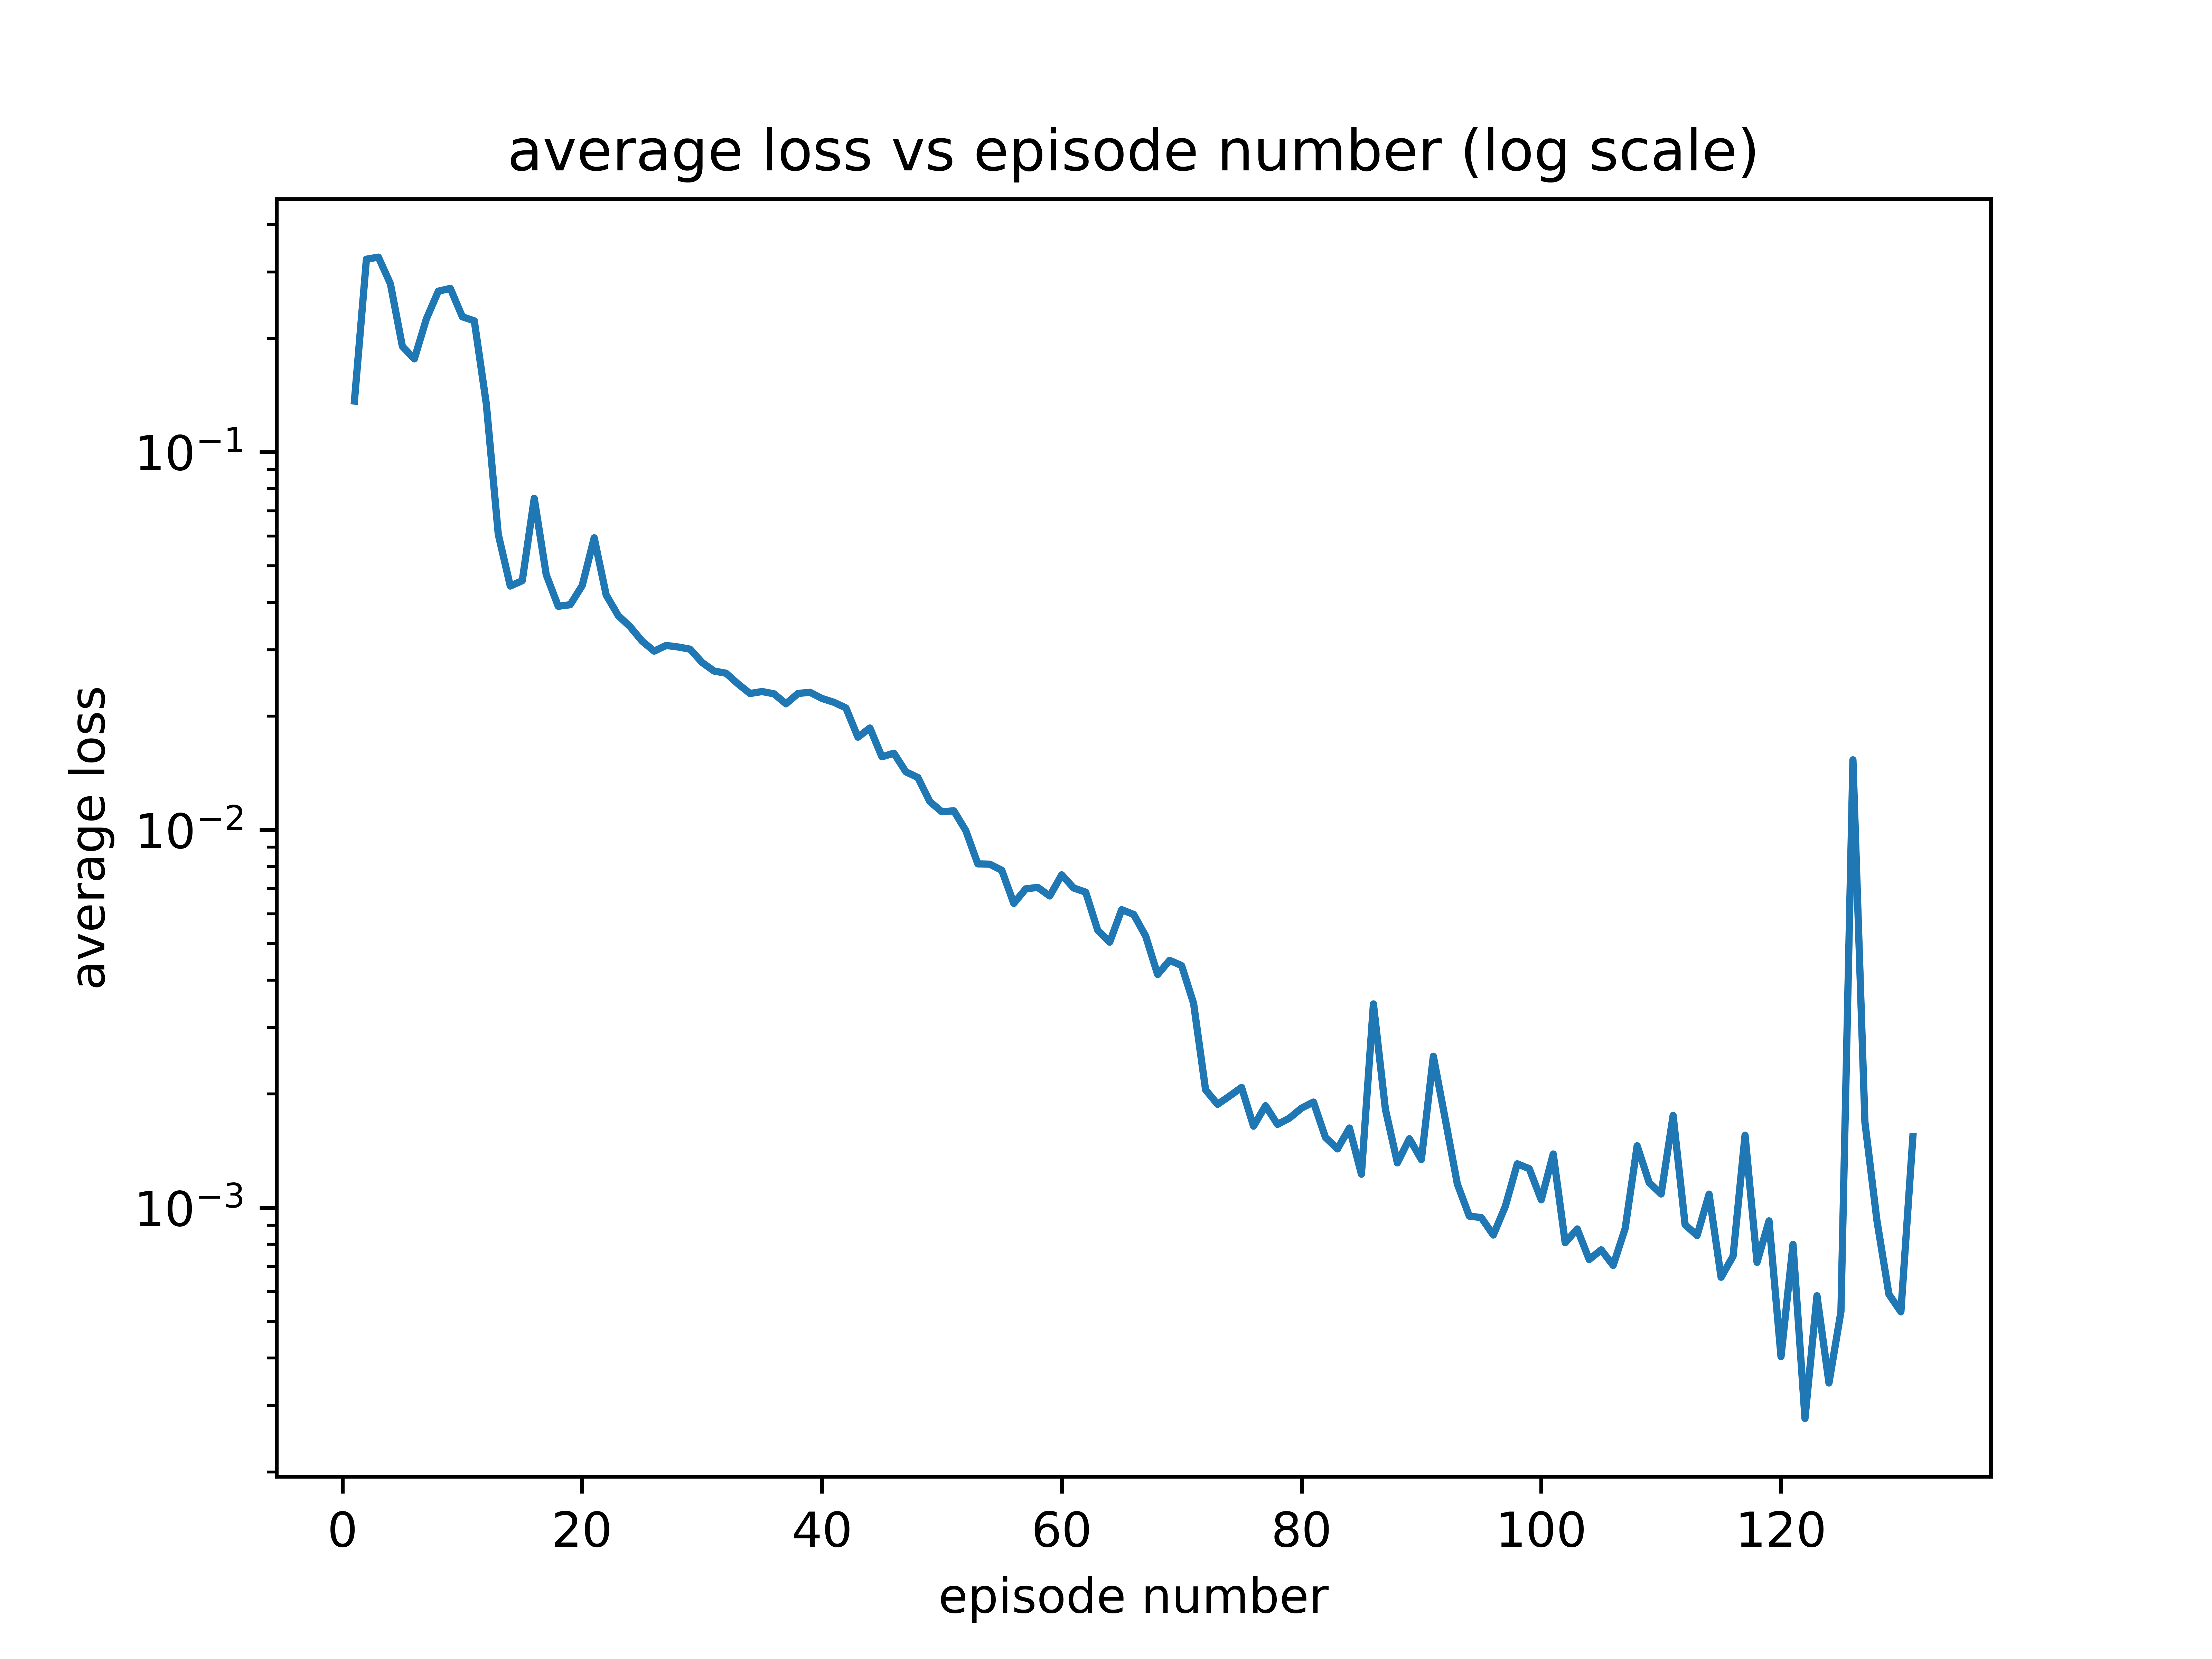 average loss vs episode number (log scale)
average loss
10⁻¹
10⁻²
10⁻³
0 20 40 60 80 100 120
episode number